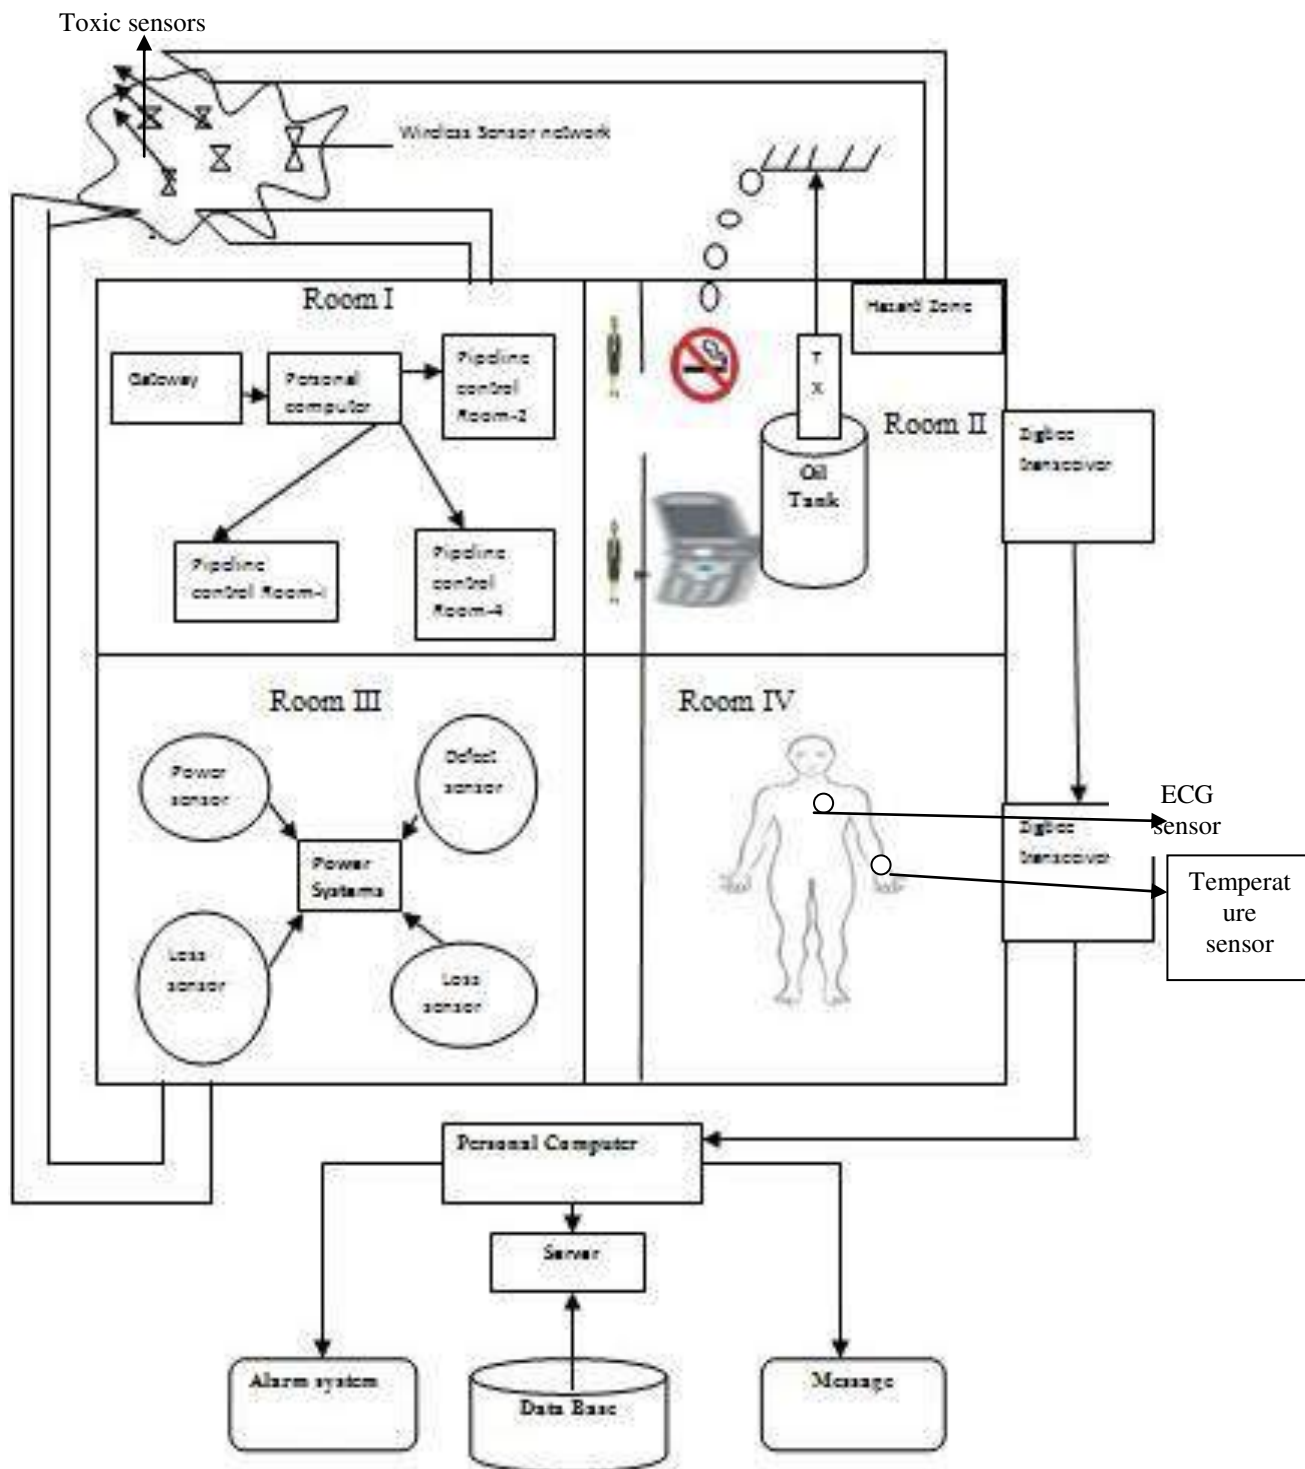 Toxic sensors
Wireless Sensor network
Room I
Hazard Zone
Gateway
Personal
computer
Pipeline
control
Room-2
T
X
Room II
Zigbee
transceiver
Oil
Tank
Pipeline
control Room-1
Pipeline
control
Room-4
Room III
Room IV
Power
sensor
Defect
sensor
ECG
sensor
Zigbee
transceiver
Power
Systems
Temperat
ure
sensor
Loss
sensor
Loss
sensor
Personal Computer
Server
Alarm system
Data Base
Message